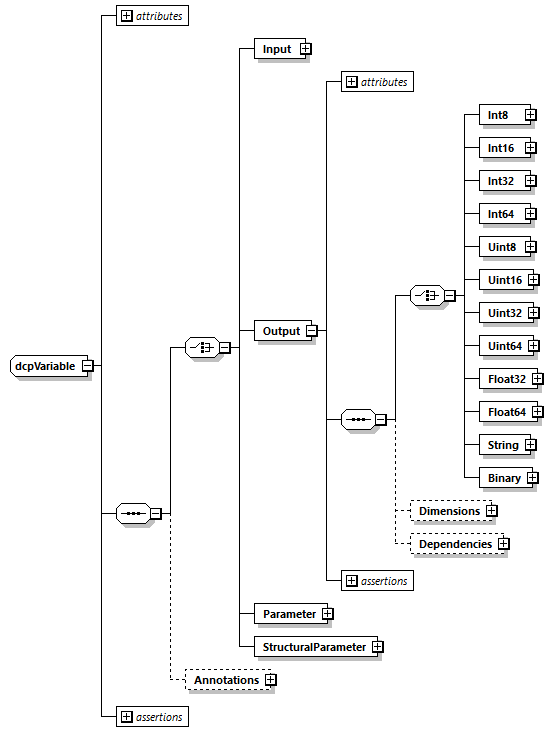 attributes
Input
attributes
Int8
Int16
Int32
Int64
Uint8
Uint16
Uint32
Output
Uint64
dcpVariable
Float32
Float64
String
Binary
Dimensions
Dependencies
assertions
Parameter
StructuralParameter
Annotations
assertions